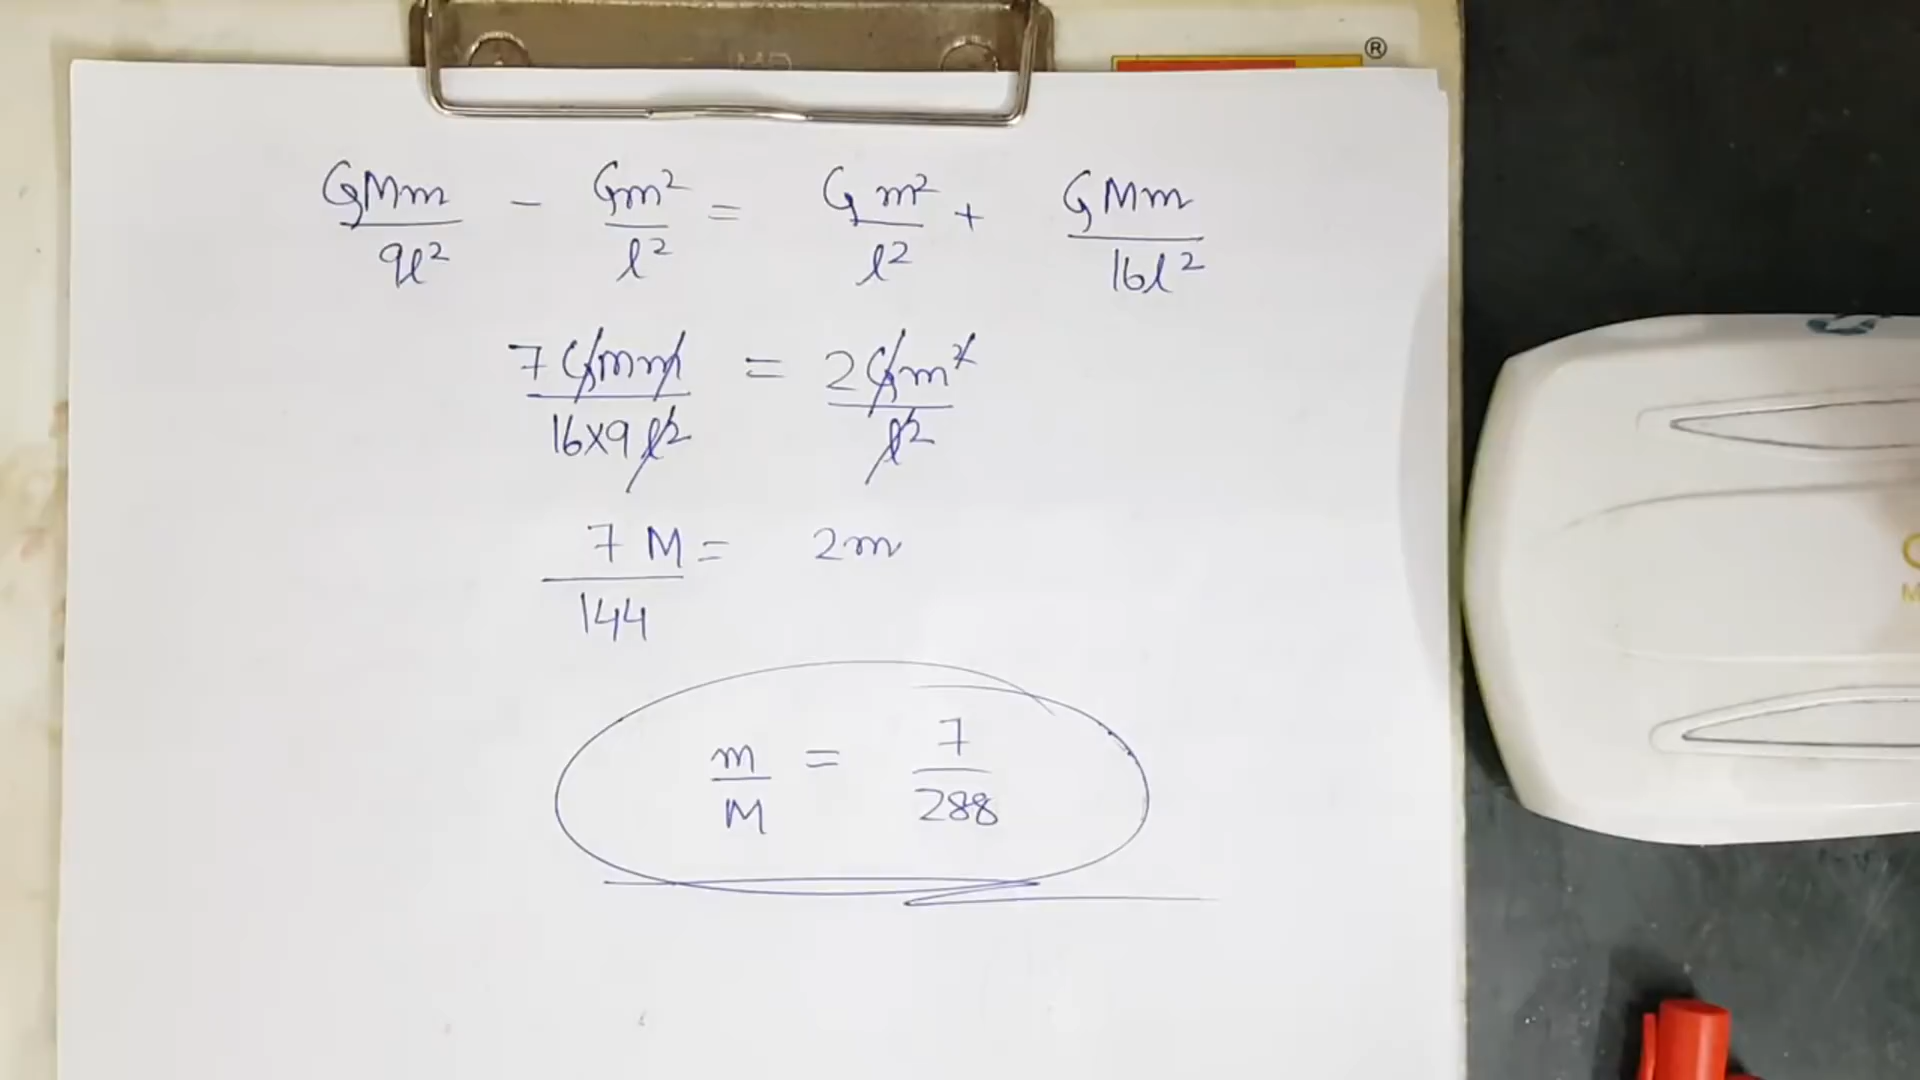 GMm/9l² - Gm²/l² = Gm²/l² + GMm/16l²
7GMm/16×9l² = 2Gm²/l²
7M/144 = 2m
m/M = 7/288
®